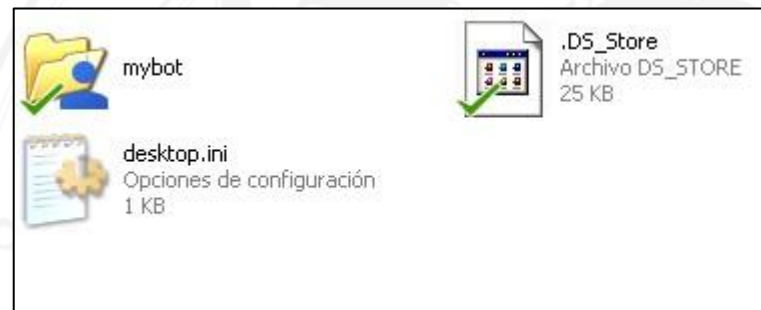 mybot
.DS_Store
Archivo DS_STORE
25 KB
desktop.ini
Opciones de configuración
1 KB